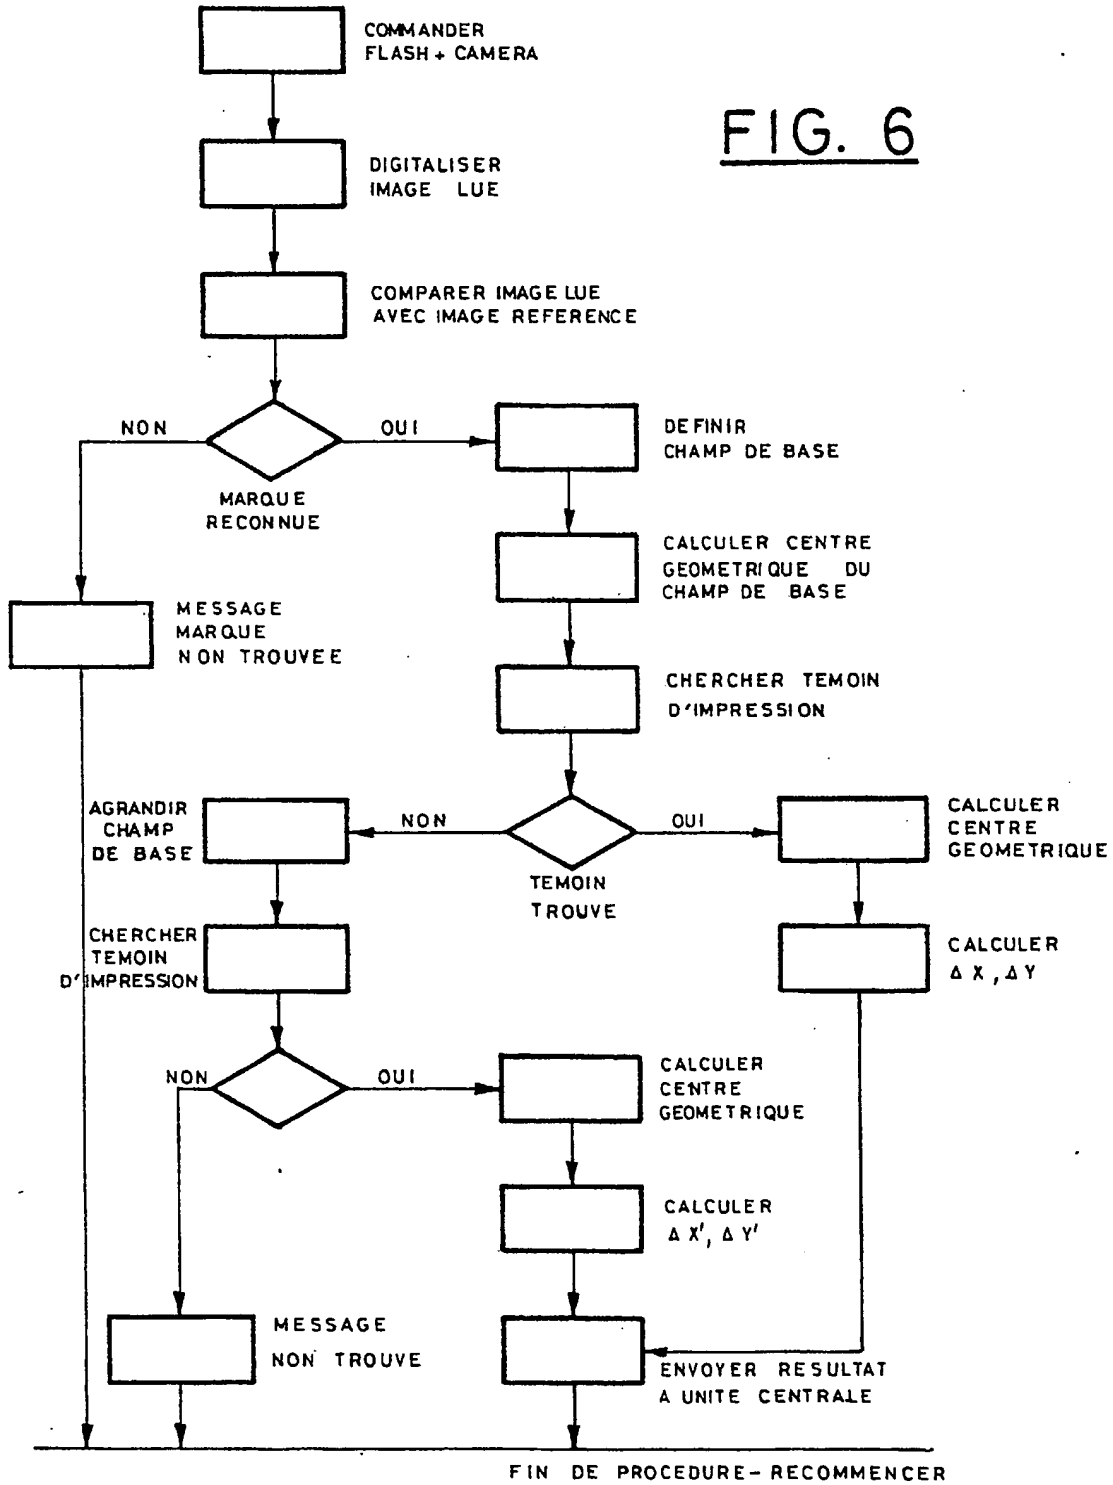 COMMANDER
FLASH + CAMERA
FIG. 6
DIGITALISER
IMAGE LUE
COMPARER IMAGE LUE
AVEC IMAGE REFERENCE
NON
OUI
MARQUE
RECONNUE
DEFINIR
CHAMP DE BASE
CALCULER CENTRE
GEOMETRIQUE DU
CHAMP DE BASE
MESSAGE
MARQUE
NON TROUVEE
CHERCHER TEMOIN
D'IMPRESSION
AGRANDIR
CHAMP
DE BASE
NON
OUI
TEMOIN
TROUVE
CALCULER
CENTRE
GEOMETRIQUE
CHERCHER
TEMOIN
D'IMPRESSION
CALCULER
Δ X, Δ Y
NON
OUI
CALCULER
CENTRE
GEOMETRIQUE
CALCULER
Δ X', Δ Y'
MESSAGE
NON TROUVE
ENVOYER RESULTAT
A UNITE CENTRALE
FIN DE PROCEDURE - RECOMMENCER